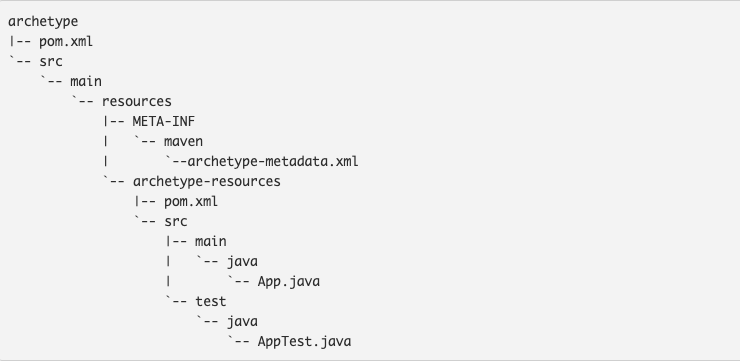 archetype
|-- pom.xml
`-- src
    `-- main
        `-- resources
            |-- META-INF
            |   `-- maven
            |       `--archetype-metadata.xml
            `-- archetype-resources
                |-- pom.xml
                `-- src
                    |-- main
                    |   `-- java
                    |       `-- App.java
                    `-- test
                        `-- java
                            `-- AppTest.java